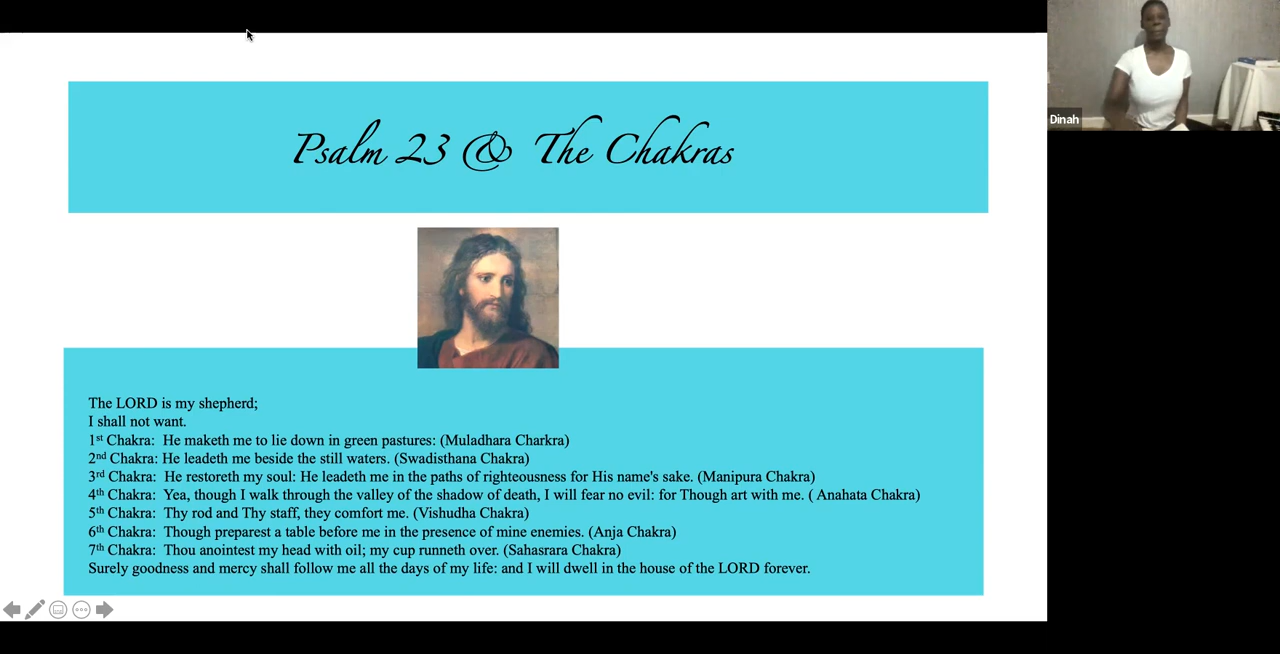 Psalm 23 & The Chakras
Dinah
The LORD is my shepherd;
I shall not want.
1st Chakra:  He maketh me to lie down in green pastures: (Muladhara Charkra)
2nd Chakra: He leadeth me beside the still waters. (Swadisthana Chakra)
3rd Chakra:  He restoreth my soul: He leadeth me in the paths of righteousness for His name's sake. (Manipura Chakra)
4th Chakra:  Yea, though I walk through the valley of the shadow of death, I will fear no evil: for Though art with me. ( Anahata Chakra)
5th Chakra:  Thy rod and Thy staff, they comfort me. (Vishudha Chakra)
6th Chakra:  Though preparest a table before me in the presence of mine enemies. (Anja Chakra)
7th Chakra:  Thou anointest my head with oil; my cup runneth over. (Sahasrara Chakra)
Surely goodness and mercy shall follow me all the days of my life: and I will dwell in the house of the LORD forever.